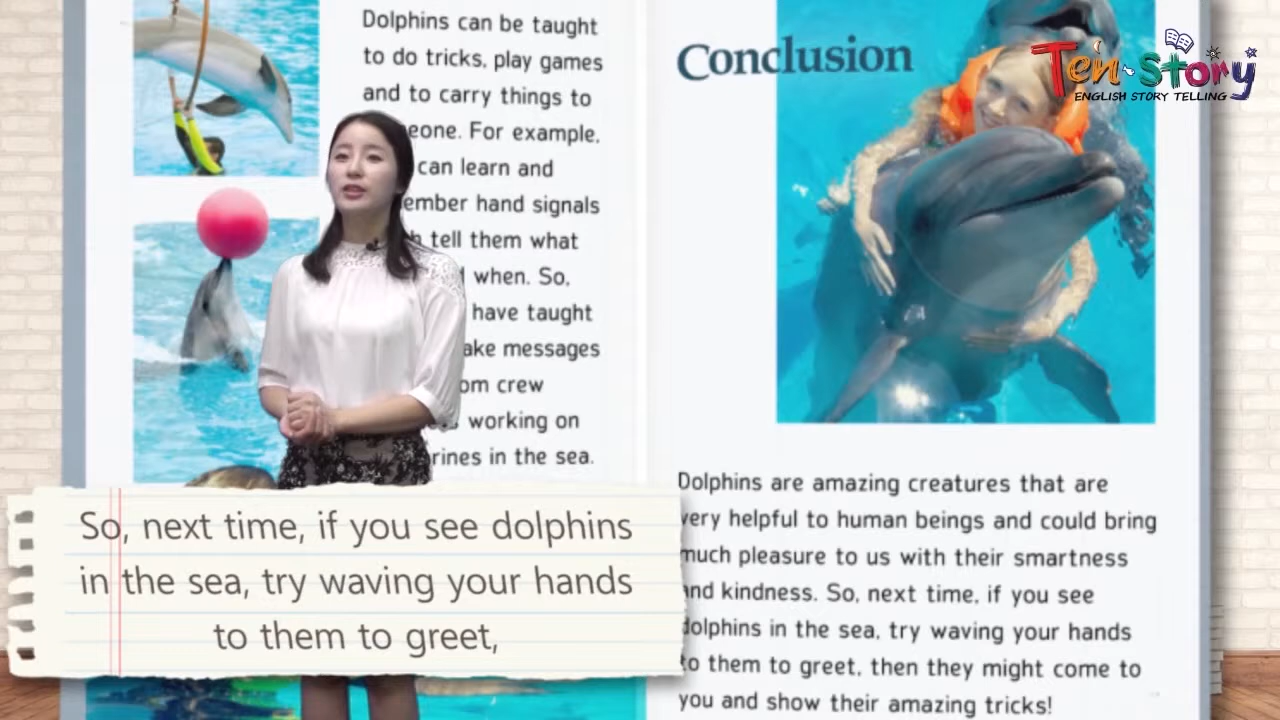 Dolphins can be taught
to do tricks, play games
and to carry things to
eone. For example,
can learn and
ember hand signals
tell them what
when. So,
have taught
ake messages
om crew
working on
rines in the sea.
Conclusion
Ten-Story
ENGLISH STORY TELLING
Dolphins are amazing creatures that are
very helpful to human beings and could bring
much pleasure to us with their smartness
and kindness. So, next time, if you see
dolphins in the sea, try waving your hands
to them to greet, then they might come to
you and show their amazing tricks!
So, next time, if you see dolphins
in the sea, try waving your hands
to them to greet,